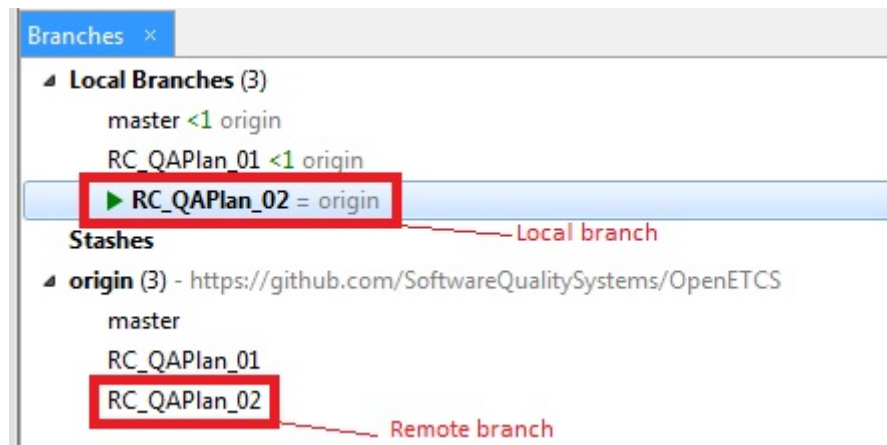 Branches ×
Local Branches (3)
master <1 origin
RC_QAPlan_01 <1 origin
RC_QAPlan_02 = origin
Local branch
Stashes
origin (3) - https://github.com/SoftwareQualitySystems/OpenETCS
master
RC_QAPlan_01
RC_QAPlan_02
Remote branch